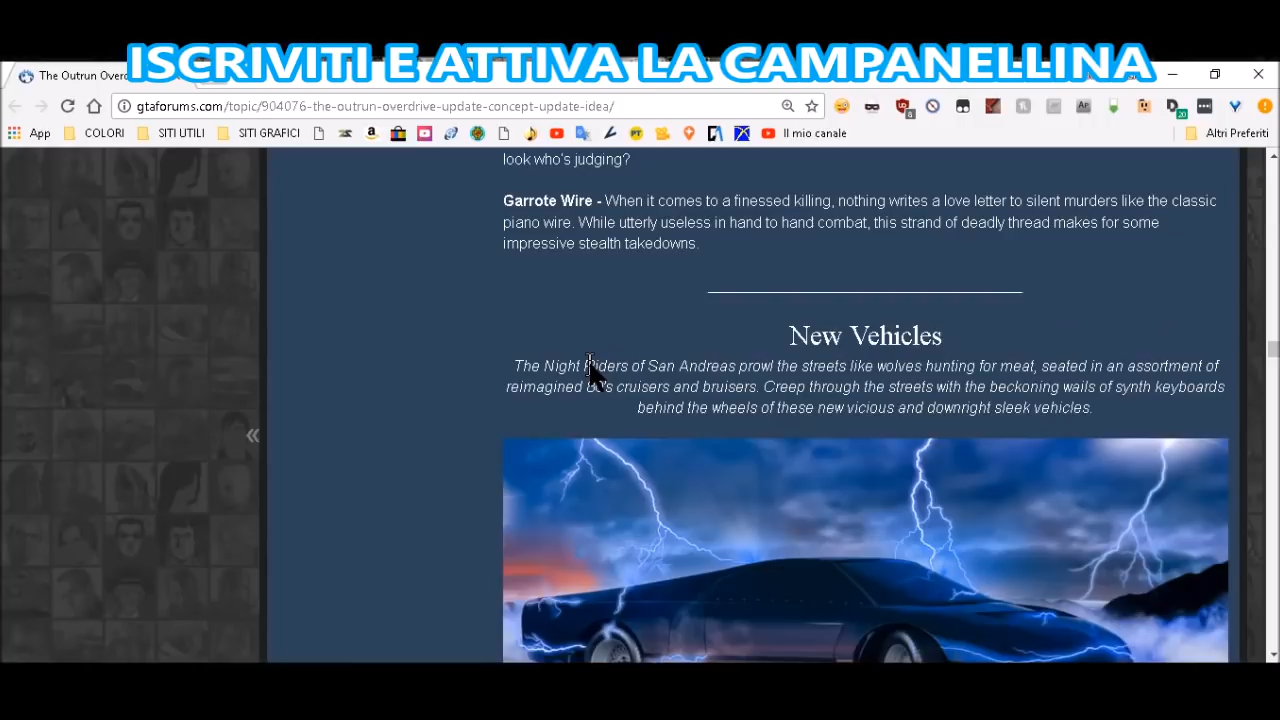 ISCRIVITI E ATTIVA LA CAMPANELLINA
The Outrun Overd
gtaforums.com/topic/904076-the-outrun-overdrive-update-concept-update-idea/
App COLORI SITI UTILI SITI GRAFICI Il mio canale Altri Preferiti
look who's judging?
Garrote Wire - When it comes to a finessed killing, nothing writes a love letter to silent murders like the classic
piano wire. While utterly useless in hand to hand combat, this strand of deadly thread makes for some
impressive stealth takedowns.
New Vehicles
The Night Riders of San Andreas prowl the streets like wolves hunting for meat, seated in an assortment of
reimagined cruisers and bruisers. Creep through the streets with the beckoning wails of synth keyboards
behind the wheels of these new vicious and downright sleek vehicles.